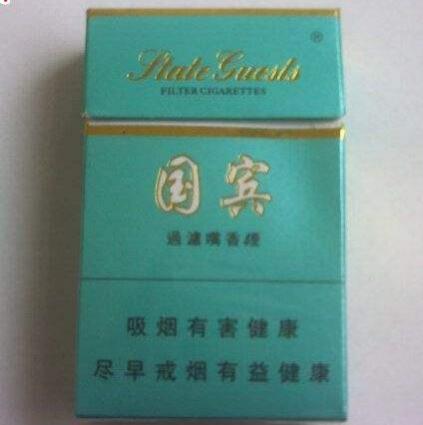 State Guests
®
FILTER CIGARETTES
国宾
過濾嘴香煙
吸烟有害健康
尽早戒烟有益健康